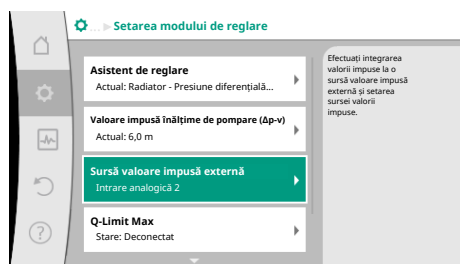 ... Setarea modului de reglare
Asistent de reglare
Actual: Radiator - Presiune diferențială...
Valoare impusă înălțime de pompare (Δp-v)
Actual: 6,0 m
Sursă valoare impusă externă
Intrare analogică 2
Q-Limit Max
Stare: Deconectat
Efectuați integrarea
valorii impuse la o
sursă valoare impusă
externă și setarea
sursei valorii
impuse.
?